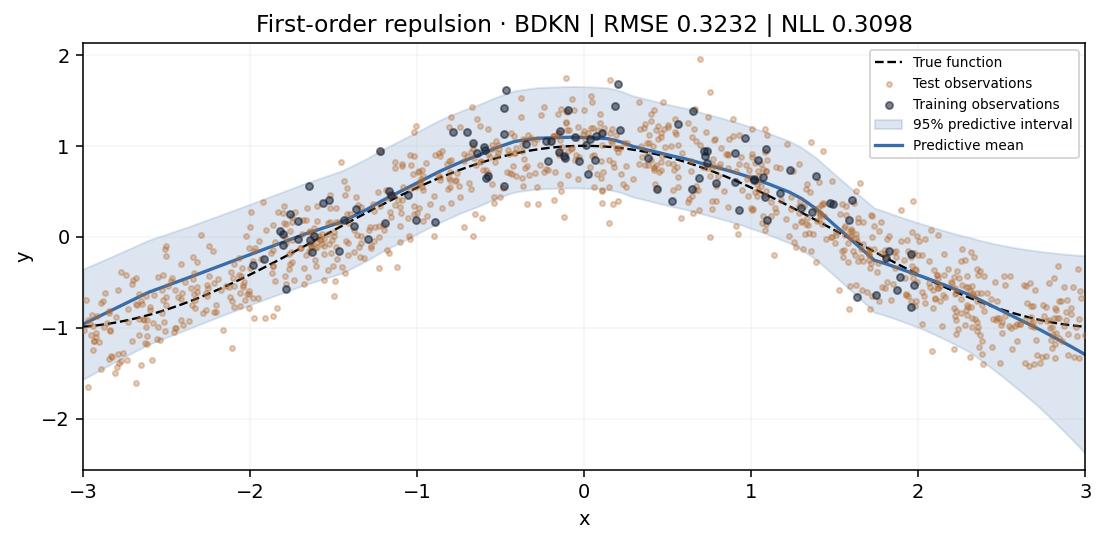 First-order repulsion · BDKN | RMSE 0.3232 | NLL 0.3098
True function
Test observations
Training observations
95% predictive interval
Predictive mean
y
2
1
0
−1
−2
−3
−2
−1
0
1
2
3
x